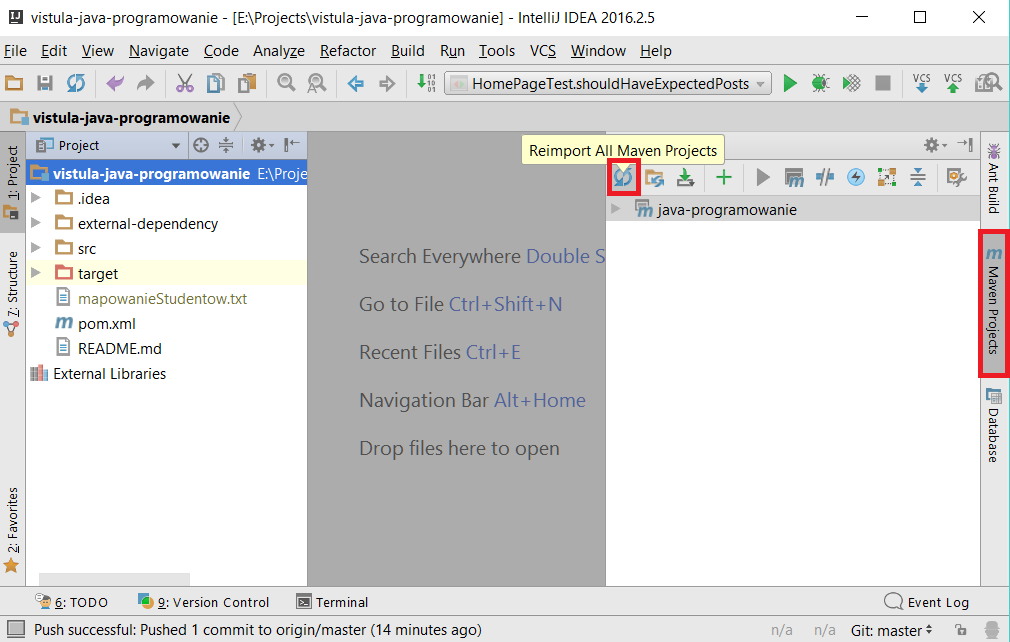 vistula-java-programowanie - [E:\Projects\vistula-java-programowanie] - IntelliJ IDEA 2016.2.5
File Edit View Navigate Code Analyze Refactor Build Run Tools VCS Window Help
HomePageTest.shouldHaveExpectedPosts VCS VCS
vistula-java-programowanie
1: Project
Z: Structure
2: Favorites
Project
vistula-java-programowanie E:\Proje
.idea
external-dependency
src
target
mapowanieStudentow.txt
pom.xml
README.md
External Libraries
Search Everywhere Double S
Go to File Ctrl+Shift+N
Recent Files Ctrl+E
Navigation Bar Alt+Home
Drop files here to open
Reimport All Maven Projects
java-programowanie
Ant Build
Maven Projects
Database
6: TODO 9: Version Control Terminal Event Log
Push successful: Pushed 1 commit to origin/master (14 minutes ago) n/a n/a Git: master